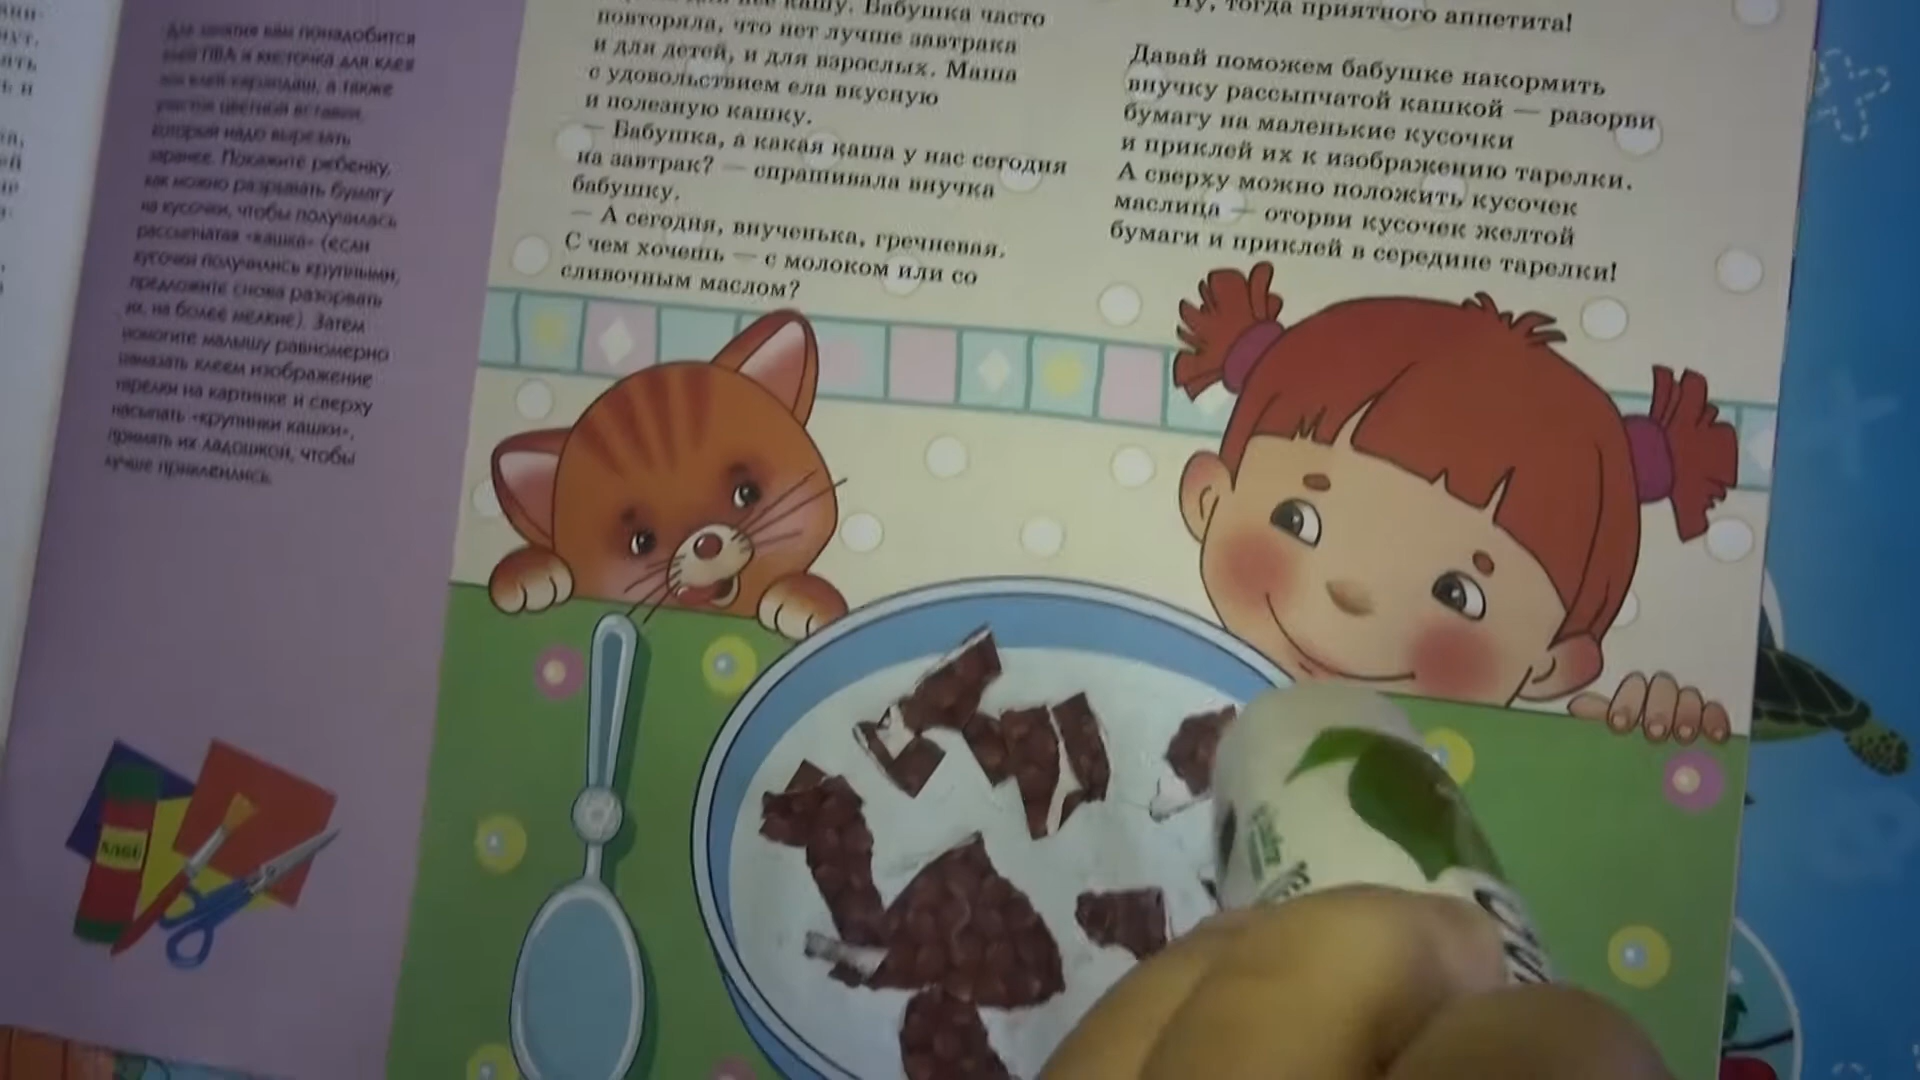 Для занятия вам понадобится
клей ПВА и кисточка для клея
или клей-карандаш, а также
участок цветной вставки,
который надо вырезать
заранее. Покажите ребенку,
как можно разрывать бумагу
на кусочки, чтобы получилась
рассыпчатая «кашка» (если
кусочки получились крупными,
предложите снова разорвать
их, на более мелкие). Затем
помогите малышу равномерно
намазать клеем изображение
тарелки на картинке и сверху
насыпать «крупинки кашки»,
прижать их ладошкой, чтобы
лучше приклеились.
кашу. Бабушка часто
повторяла, что нет лучше завтрака
и для детей, и для взрослых. Маша
с удовольствием ела вкусную
и полезную кашку.
— Бабушка, а какая каша у нас сегодня
на завтрак? — спрашивала внучка
бабушку.
— А сегодня, внученька, гречневая.
С чем хочешь — с молоком или со
сливочным маслом?
Ну, тогда приятного аппетита!
Давай поможем бабушке накормить
внучку рассыпчатой кашкой — разорви
бумагу на маленькие кусочки
и приклей их к изображению тарелки.
А сверху можно положить кусочек
маслица — оторви кусочек желтой
бумаги и приклей в середине тарелки!
КЛЕЙ